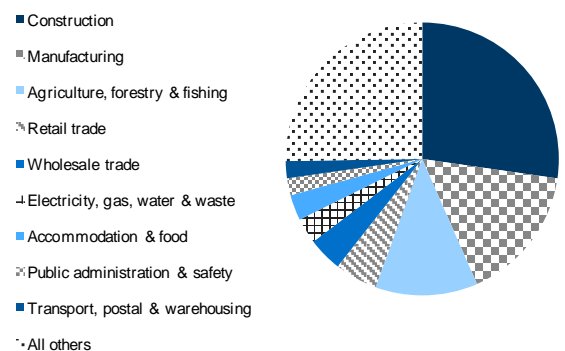 Construction
Manufacturing
Agriculture, forestry & fishing
Retail trade
Wholesale trade
Electricity, gas, water & waste
Accommodation & food
Public administration & safety
Transport, postal & warehousing
All others